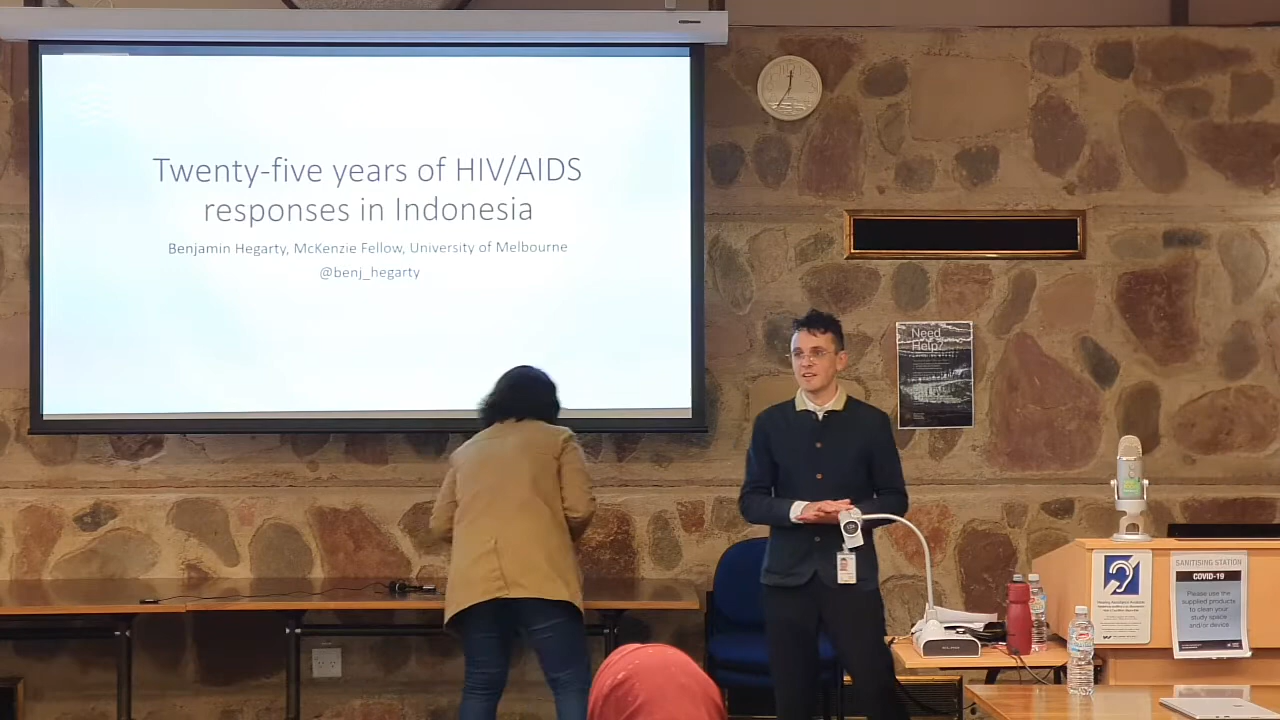 Twenty-five years of HIV/AIDS
responses in Indonesia
Benjamin Hegarty, McKenzie Fellow, University of Melbourne
@benj_hegarty
Need
Help?
SANITISING STATION
COVID-19
Please use the
supplied products
to clean your
study space
and/or device